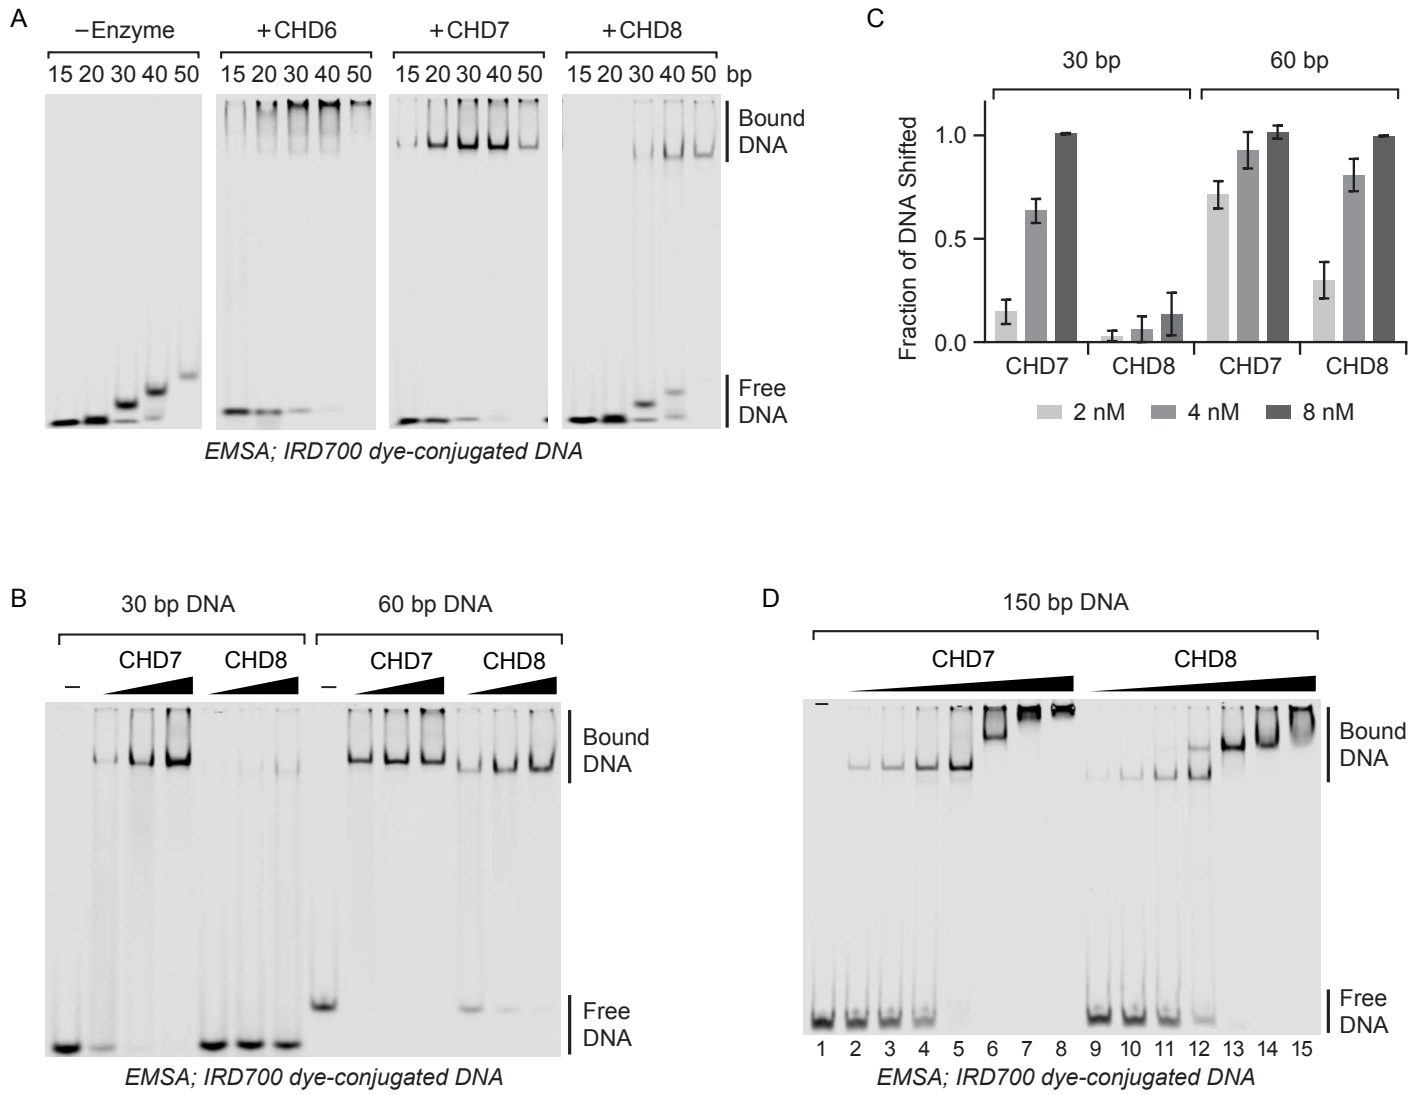 A
−Enzyme +CHD6 +CHD7 +CHD8
15 20 30 40 50 15 20 30 40 50 15 20 30 40 50 15 20 30 40 50 bp
Bound
DNA
Free
DNA
EMSA; IRD700 dye-conjugated DNA
C
30 bp 60 bp
Fraction of DNA Shifted
1.0
0.5
0.0
CHD7 CHD8 CHD7 CHD8
2 nM 4 nM 8 nM
B
30 bp DNA 60 bp DNA
CHD7 CHD8 CHD7 CHD8
− −
Bound
DNA
Free
DNA
EMSA; IRD700 dye-conjugated DNA
D
150 bp DNA
CHD7 CHD8
−
Bound
DNA
Free
DNA
1 2 3 4 5 6 7 8 9 10 11 12 13 14 15
EMSA; IRD700 dye-conjugated DNA